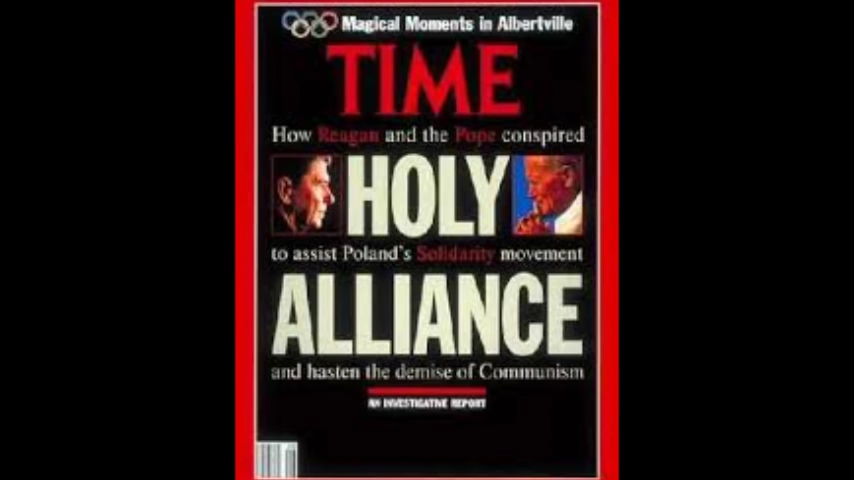 Magical Moments in Albertville
TIME
How Reagan and the Pope conspired
HOLY
to assist Poland's Solidarity movement
ALLIANCE
and hasten the demise of Communism
AN INVESTIGATIVE REPORT